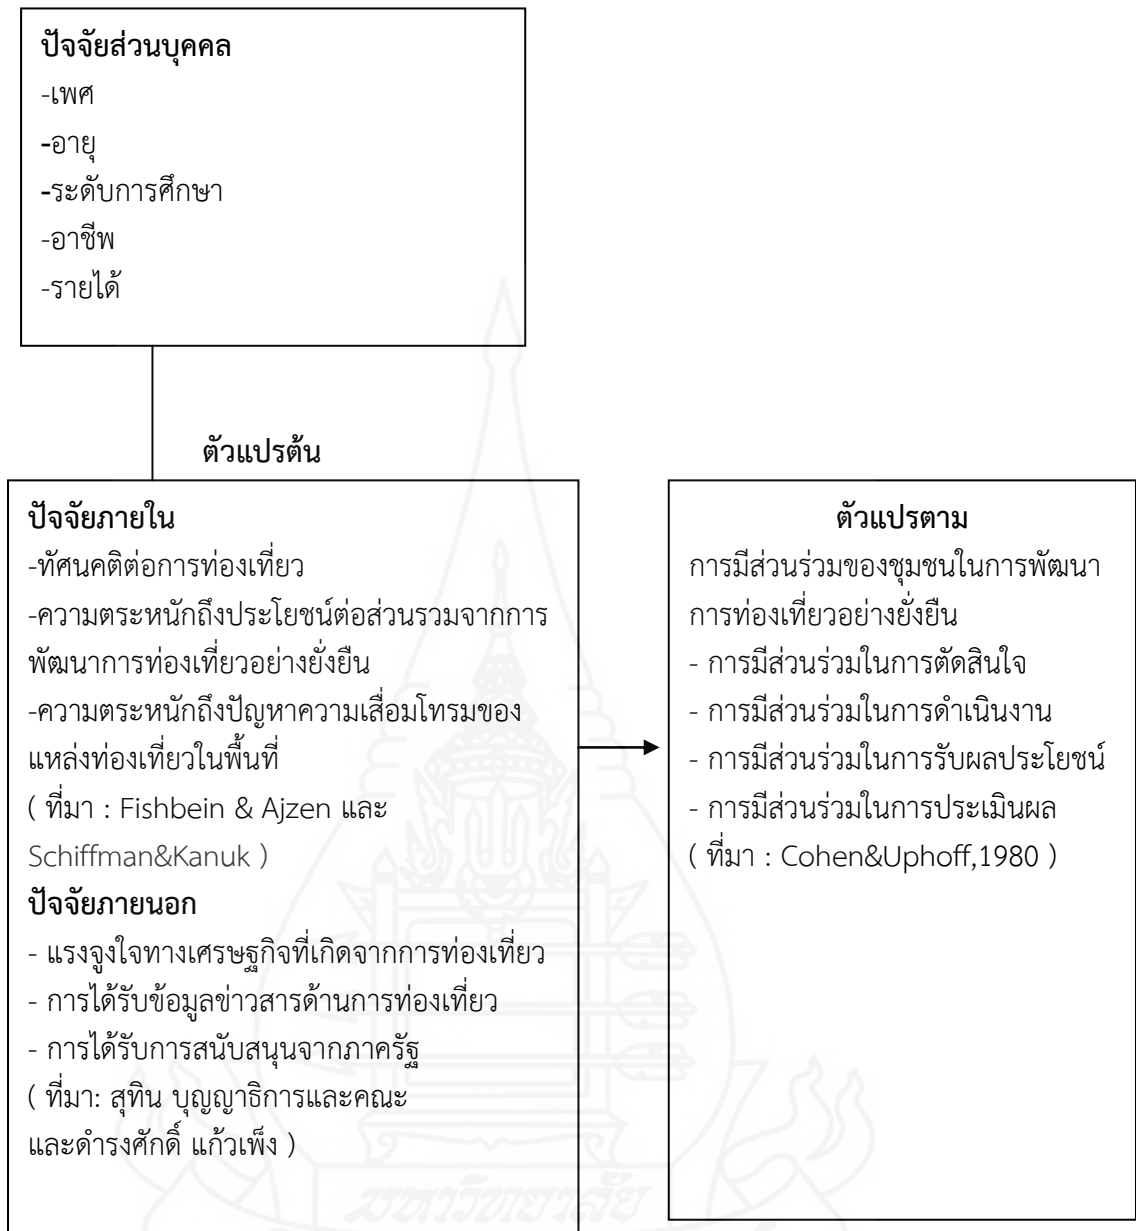 ปัจจัยส่วนบุคคล
-เพศ
-อายุ
-ระดับการศึกษา
-อาชีพ
-รายได้
ตัวแปรต้น
ปัจจัยภายใน
-ทัศนคติต่อการท่องเที่ยว
-ความตระหนักถึงประโยชน์ต่อส่วนรวมจากการ
พัฒนาการท่องเที่ยวอย่างยั่งยืน
-ความตระหนักถึงปัญหาความเสื่อมโทรมของ
แหล่งท่องเที่ยวในพื้นที่
( ที่มา : Fishbein & Ajzen และ
Schiffman&Kanuk )
ปัจจัยภายนอก
- แรงจูงใจทางเศรษฐกิจที่เกิดจากการท่องเที่ยว
- การได้รับข้อมูลข่าวสารด้านการท่องเที่ยว
- การได้รับการสนับสนุนจากภาครัฐ
( ที่มา: สุทิน บุญญาธิการและคณะ
และดำรงศักดิ์ แก้วเพ็ง )
ตัวแปรตาม
การมีส่วนร่วมของชุมชนในการพัฒนา
การท่องเที่ยวอย่างยั่งยืน
- การมีส่วนร่วมในการตัดสินใจ
- การมีส่วนร่วมในการดำเนินงาน
- การมีส่วนร่วมในการรับผลประโยชน์
- การมีส่วนร่วมในการประเมินผล
( ที่มา : Cohen&Uphoff,1980 )
มหาวิทยาลัย